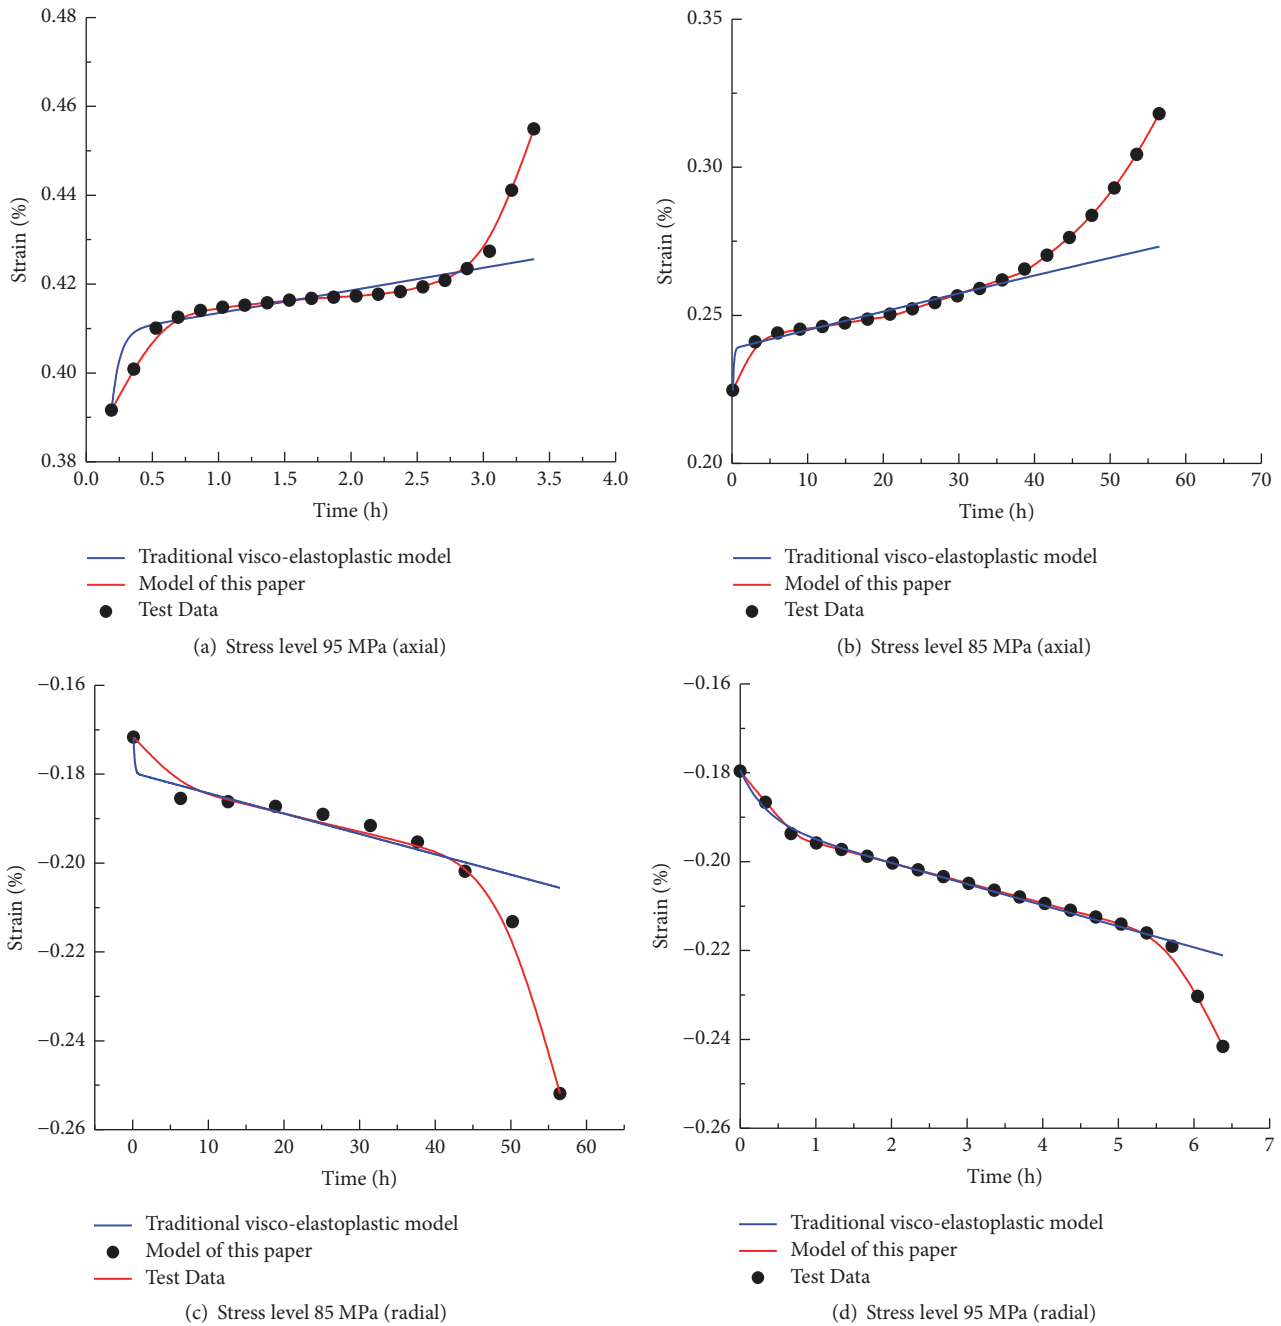 0.48
0.46
0.44
0.42
0.40
0.38
Strain (%)
0.0 0.5 1.0 1.5 2.0 2.5 3.0 3.5 4.0
Time (h)
Traditional visco-elastoplastic model
Model of this paper
Test Data
(a) Stress level 95 MPa (axial)
0.35
0.30
0.25
0.20
Strain (%)
0 10 20 30 40 50 60 70
Time (h)
Traditional visco-elastoplastic model
Model of this paper
Test Data
(b) Stress level 85 MPa (axial)
−0.16
−0.18
−0.20
−0.22
−0.24
−0.26
Strain (%)
0 10 20 30 40 50 60
Time (h)
Traditional visco-elastoplastic model
Model of this paper
Test Data
(c) Stress level 85 MPa (radial)
−0.16
−0.18
−0.20
−0.22
−0.24
−0.26
Strain (%)
0 1 2 3 4 5 6 7
Time (h)
Traditional visco-elastoplastic model
Model of this paper
Test Data
(d) Stress level 95 MPa (radial)